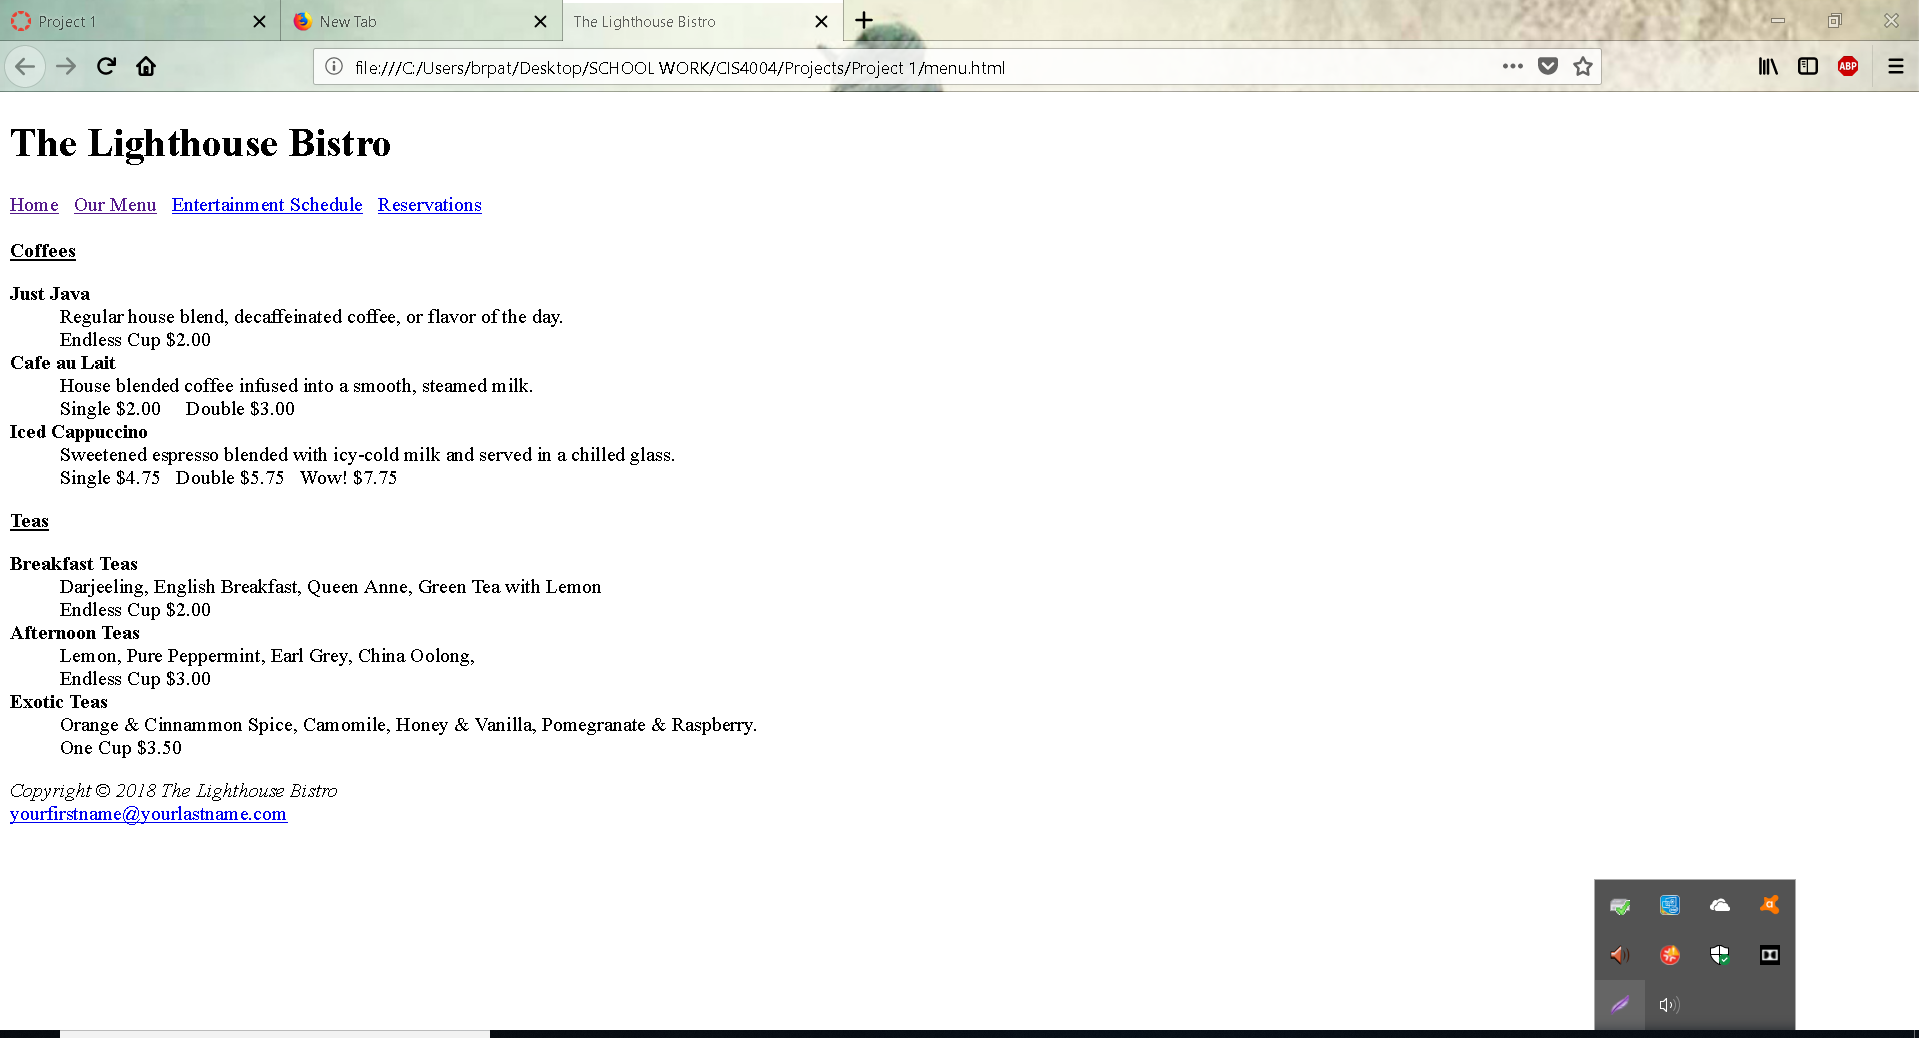 Project 1
New Tab
The Lighthouse Bistro
file:///C:/Users/brpat/Desktop/SCHOOL WORK/CIS4004/Projects/Project 1/menu.html
ABP
The Lighthouse Bistro
Home Our Menu Entertainment Schedule Reservations
Coffees
Just Java
Regular house blend, decaffeinated coffee, or flavor of the day.
Endless Cup $2.00
Cafe au Lait
House blended coffee infused into a smooth, steamed milk.
Single $2.00 Double $3.00
Iced Cappuccino
Sweetened espresso blended with icy-cold milk and served in a chilled glass.
Single $4.75 Double $5.75 Wow! $7.75
Teas
Breakfast Teas
Darjeeling, English Breakfast, Queen Anne, Green Tea with Lemon
Endless Cup $2.00
Afternoon Teas
Lemon, Pure Peppermint, Earl Grey, China Oolong,
Endless Cup $3.00
Exotic Teas
Orange & Cinnammon Spice, Camomile, Honey & Vanilla, Pomegranate & Raspberry.
One Cup $3.50
Copyright © 2018 The Lighthouse Bistro
yourfirstname@yourlastname.com